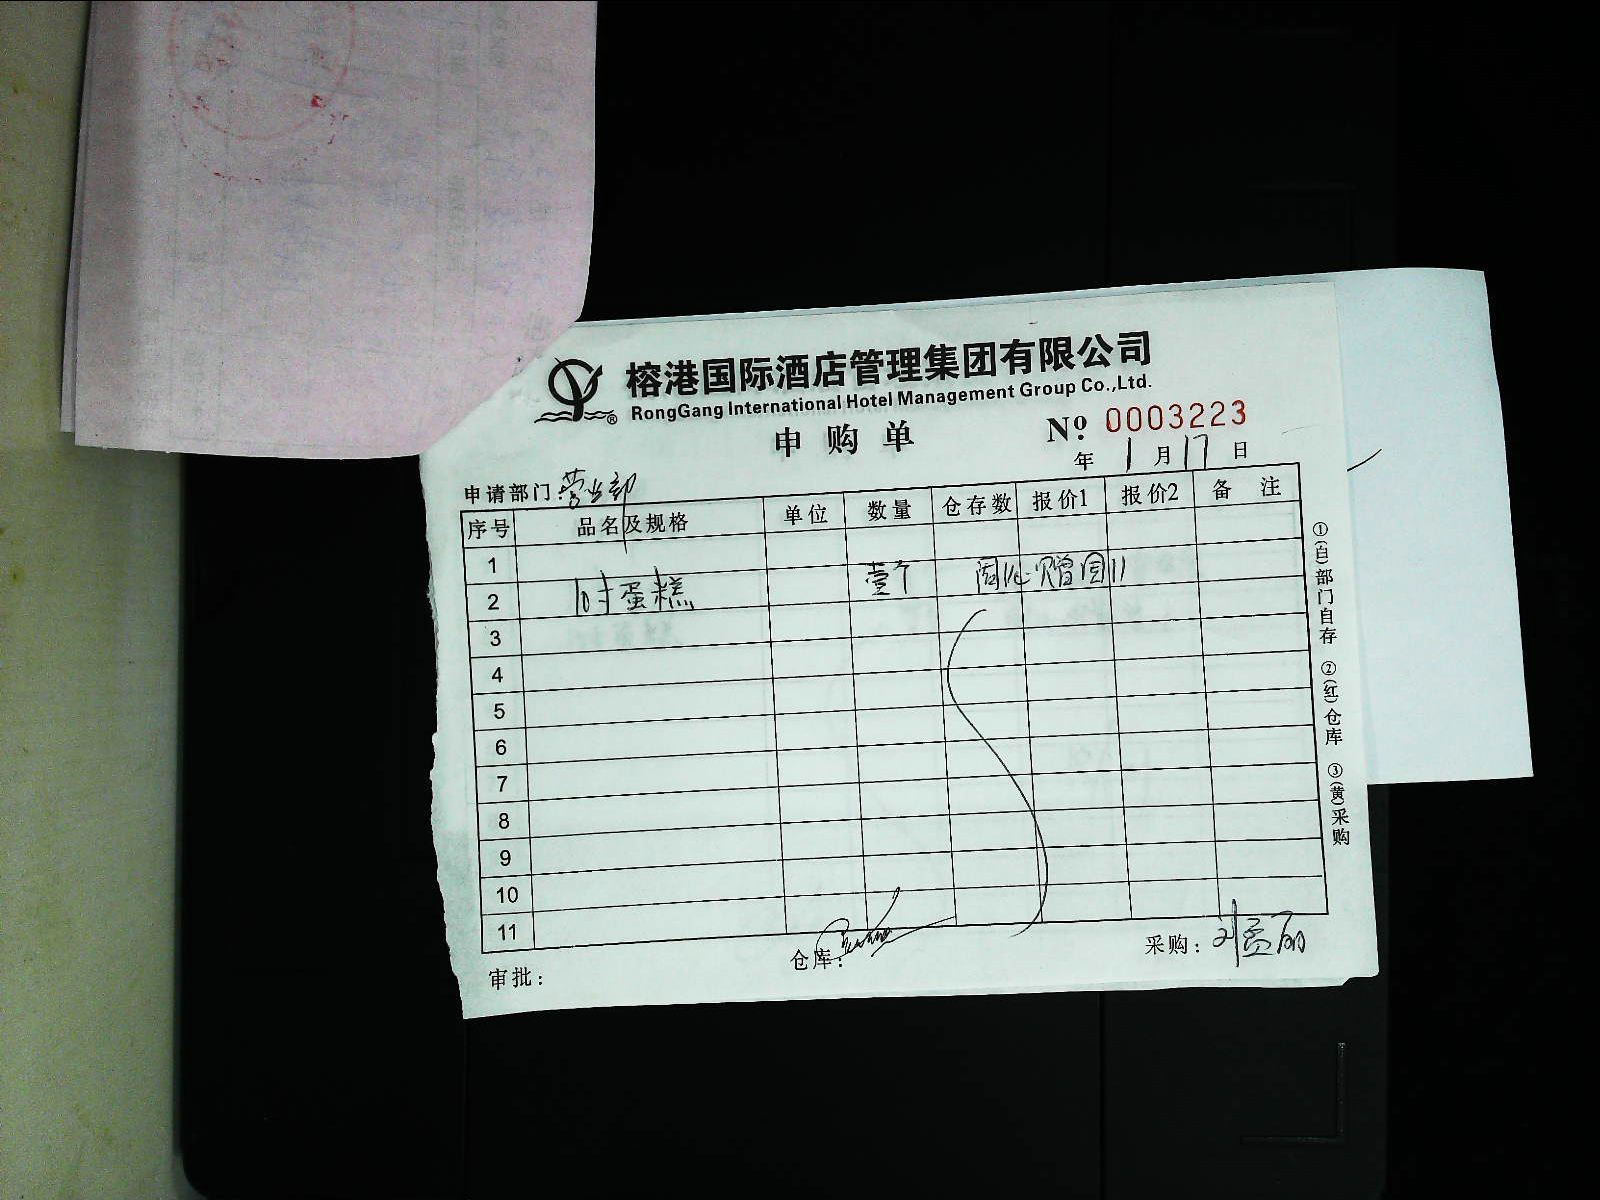 榕港国际酒店管理集团有限公司
RongGang International Hotel Management Group Co.,Ltd.
申购单
№ 0003223
年 1 月 17 日
申请部门 营业部
序号 品名及规格 单位 数量 仓存数 报价1 报价2 备 注
1
2 10寸蛋糕 壹个
3
4
5
6
7
8
9
10
11
审批： 仓库： 采购：
①(白)部门自存 ②(红)仓库 ③(黄)采购